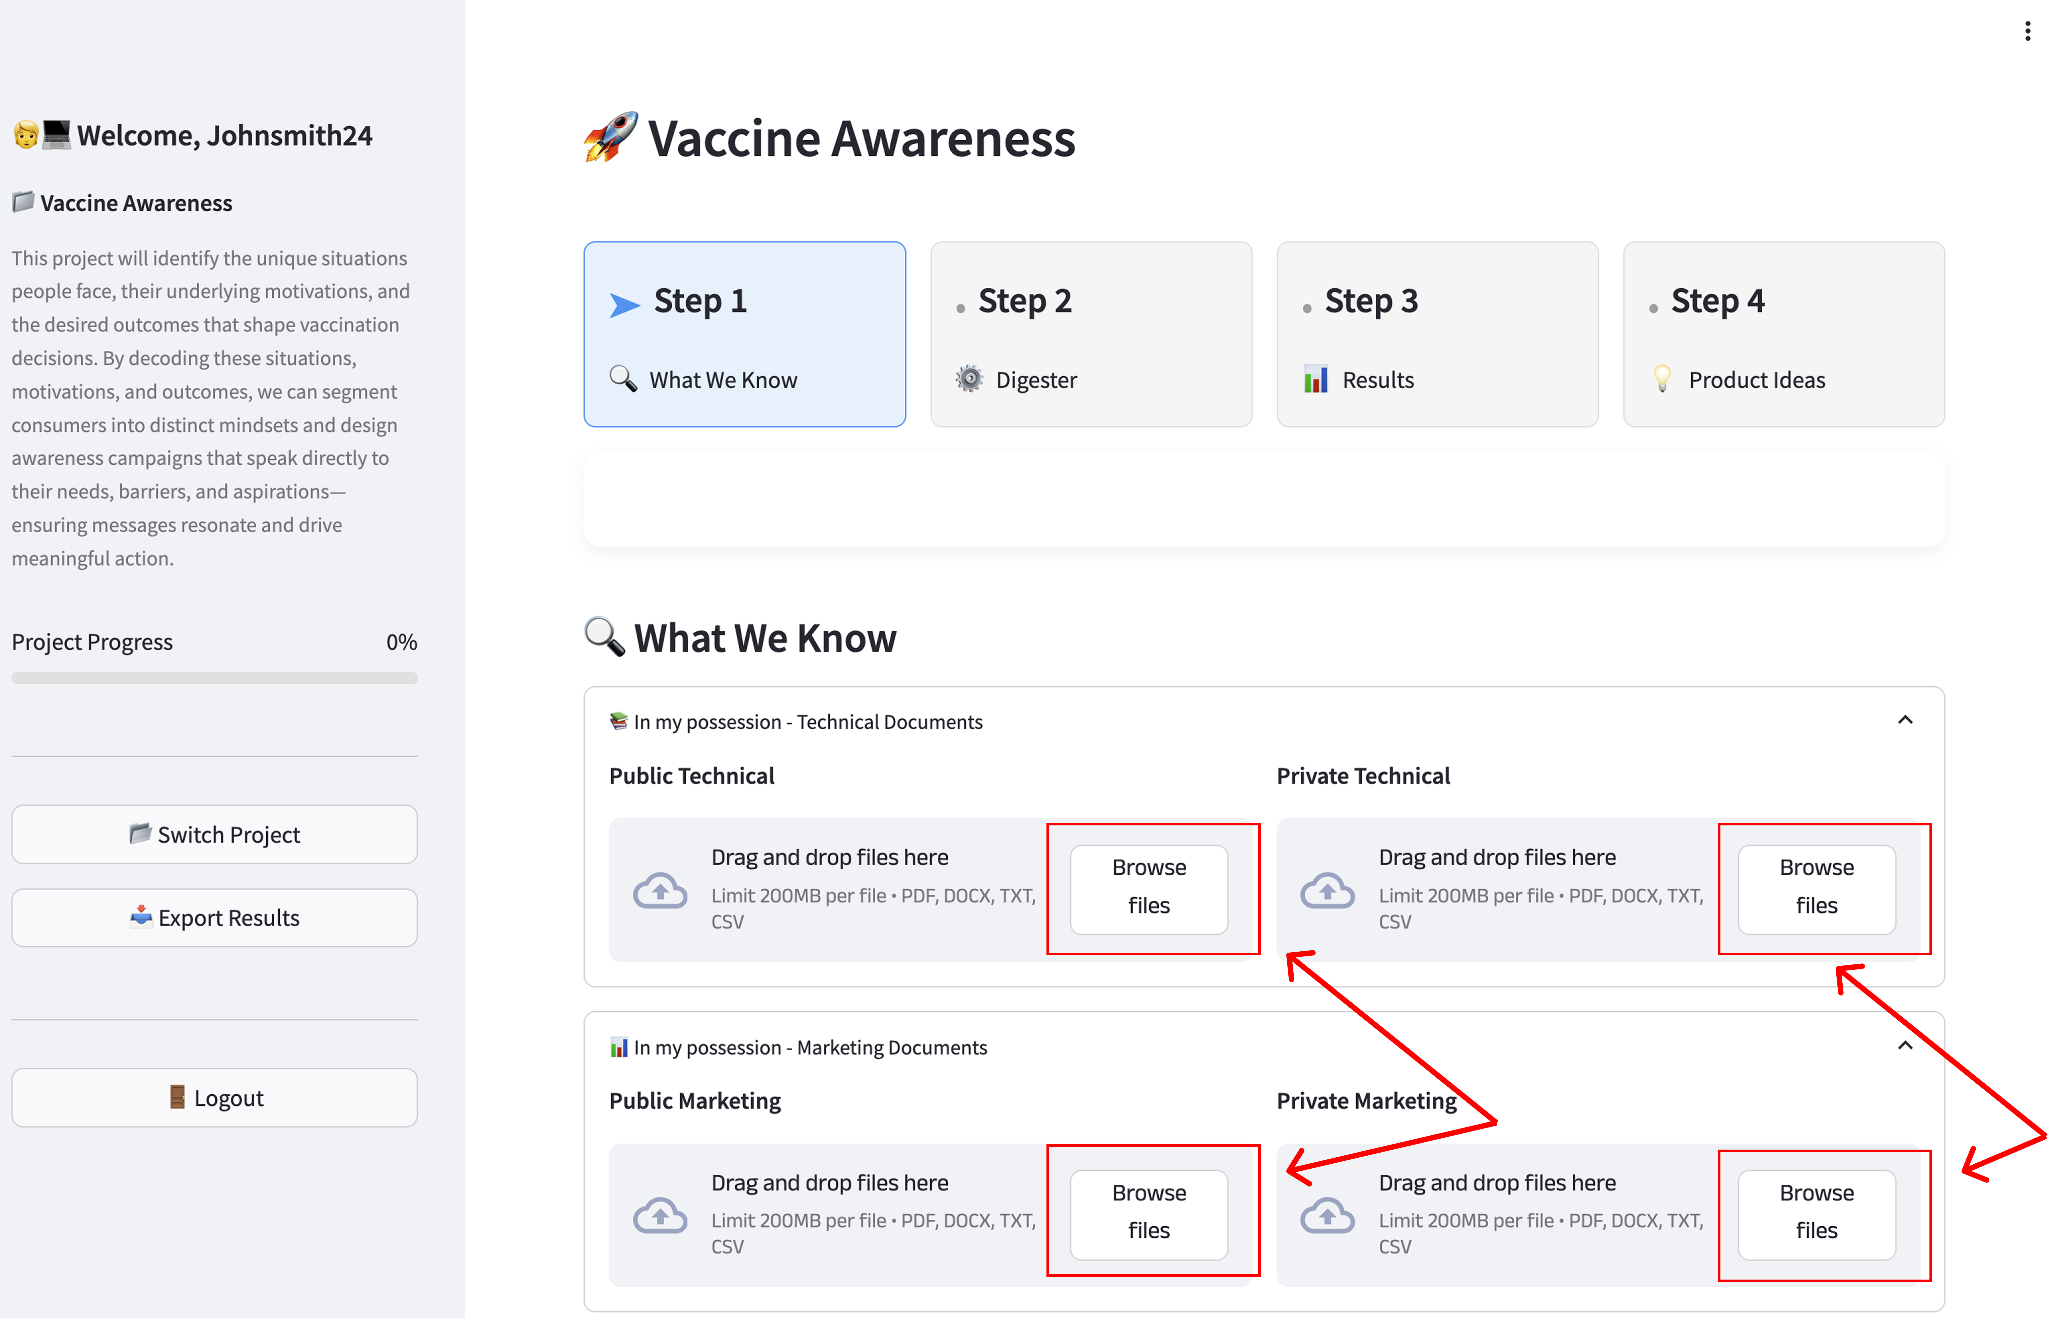 Welcome, Johnsmith24
Vaccine Awareness
This project will identify the unique situations
people face, their underlying motivations, and
the desired outcomes that shape vaccination
decisions. By decoding these situations,
motivations, and outcomes, we can segment
consumers into distinct mindsets and design
awareness campaigns that speak directly to
their needs, barriers, and aspirations—
ensuring messages resonate and drive
meaningful action.
Project Progress 0%
Switch Project
Export Results
Logout
Vaccine Awareness
Step 1
What We Know
Step 2
Digester
Step 3
Results
Step 4
Product Ideas
What We Know
In my possession - Technical Documents
Public Technical
Drag and drop files here
Limit 200MB per file • PDF, DOCX, TXT,
CSV
Browse
files
Private Technical
Drag and drop files here
Limit 200MB per file • PDF, DOCX, TXT,
CSV
Browse
files
In my possession - Marketing Documents
Public Marketing
Drag and drop files here
Limit 200MB per file • PDF, DOCX, TXT,
CSV
Browse
files
Private Marketing
Drag and drop files here
Limit 200MB per file • PDF, DOCX, TXT,
CSV
Browse
files